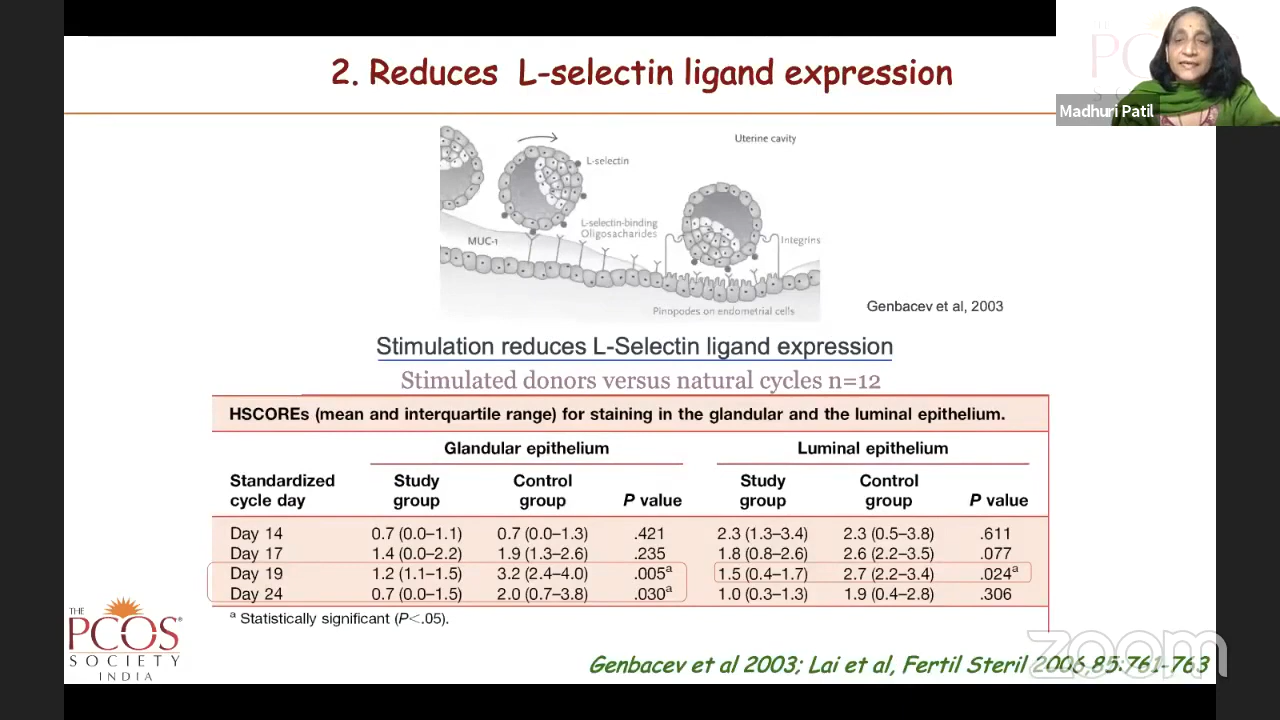 2. Reduces L-selectin ligand expression
Madhuri Patil
Uterine cavity
L-selectin
L-selectin-binding
Oligosaccharides
MUC-1
Integrins
Pinopodes on endometrial cells
Genbacev et al, 2003
Stimulation reduces L-Selectin ligand expression
Stimulated donors versus natural cycles n=12
HSCOREs (mean and interquartile range) for staining in the glandular and the luminal epithelium.
Glandular epithelium Luminal epithelium
Standardized cycle day Study group Control group P value Study group Control group P value
Day 14 0.7 (0.0–1.1) 0.7 (0.0–1.3) .421 2.3 (1.3–3.4) 2.3 (0.5–3.8) .611
Day 17 1.4 (0.0–2.2) 1.9 (1.3–2.6) .235 1.8 (0.8–2.6) 2.6 (2.2–3.5) .077
Day 19 1.2 (1.1–1.5) 3.2 (2.4–4.0) .005a 1.5 (0.4–1.7) 2.7 (2.2–3.4) .024a
Day 24 0.7 (0.0–1.5) 2.0 (0.7–3.8) .030a 1.0 (0.3–1.3) 1.9 (0.4–2.8) .306
a Statistically significant (P<.05).
THE
PCOS
SOCIETY
INDIA
zoom
Genbacev et al 2003; Lai et al, Fertil Steril 2006,85:761-763